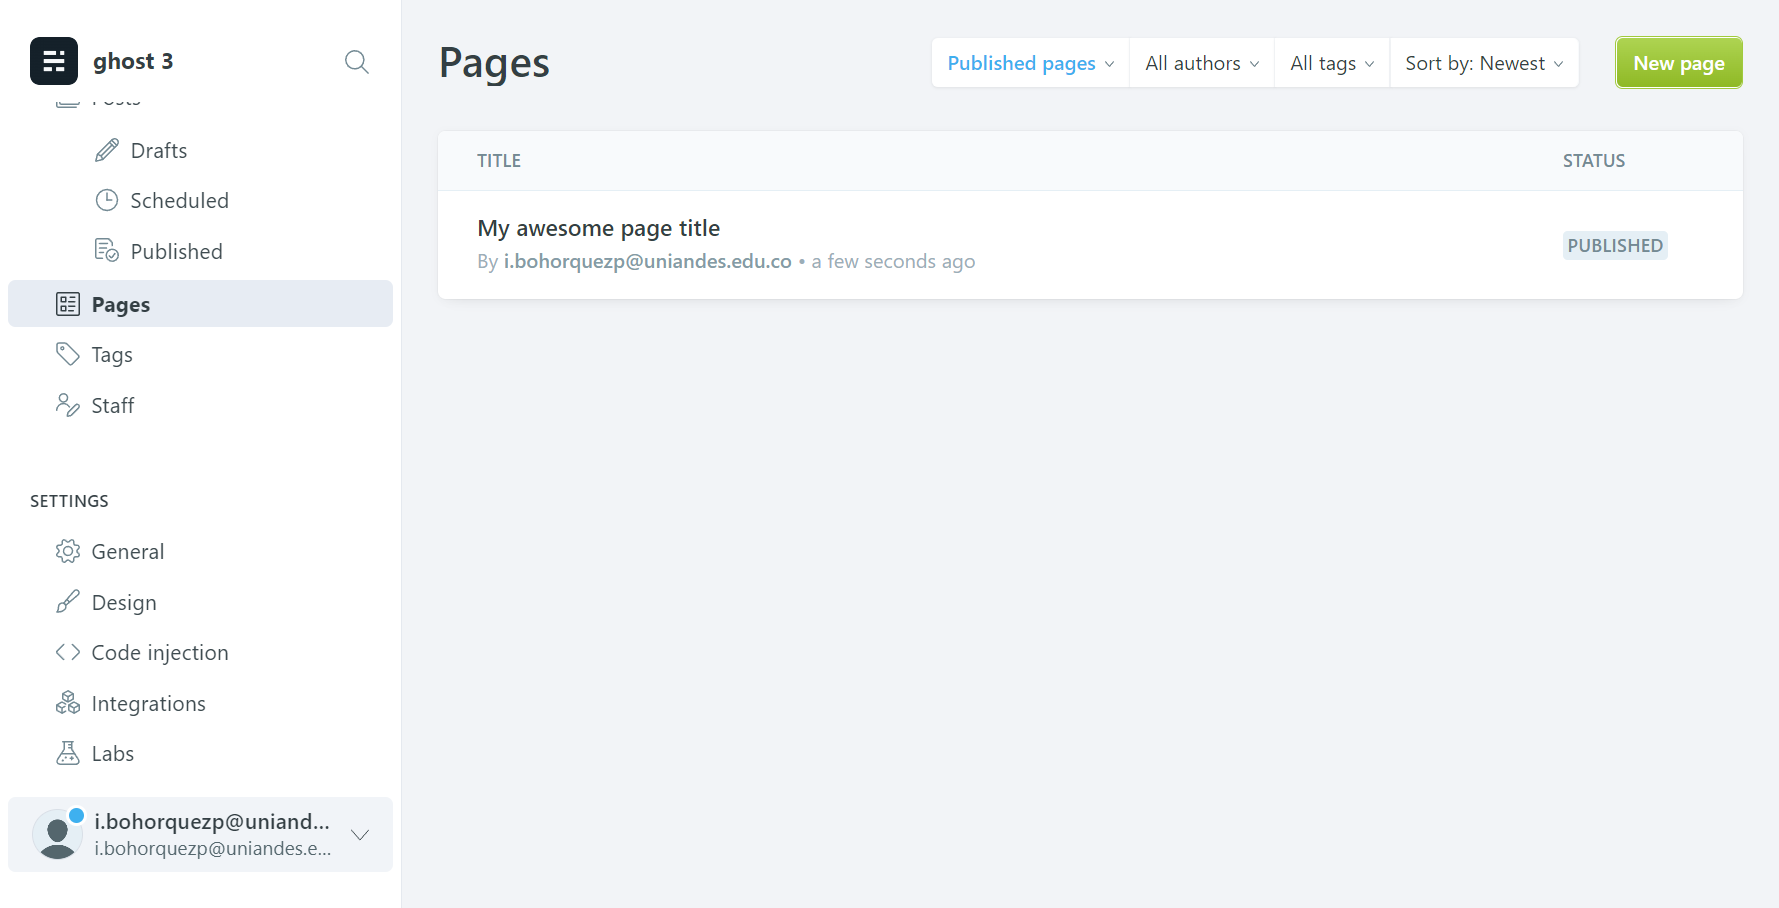 ghost 3
Posts
Drafts
Scheduled
Published
Pages
Tags
Staff
SETTINGS
General
Design
Code injection
Integrations
Labs
i.bohorquezp@uniand...
i.bohorquezp@uniandes.e...
Pages
Published pages
All authors
All tags
Sort by: Newest
New page
TITLE
STATUS
My awesome page title
By i.bohorquezp@uniandes.edu.co • a few seconds ago
PUBLISHED